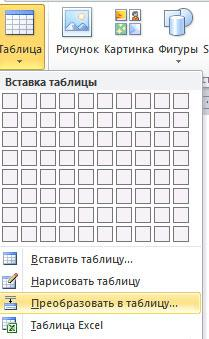 Таблица Рисунок Картинка Фигуры S
Вставка таблицы
Вставить таблицу...
Нарисовать таблицу
Преобразовать в таблицу...
Таблица Excel